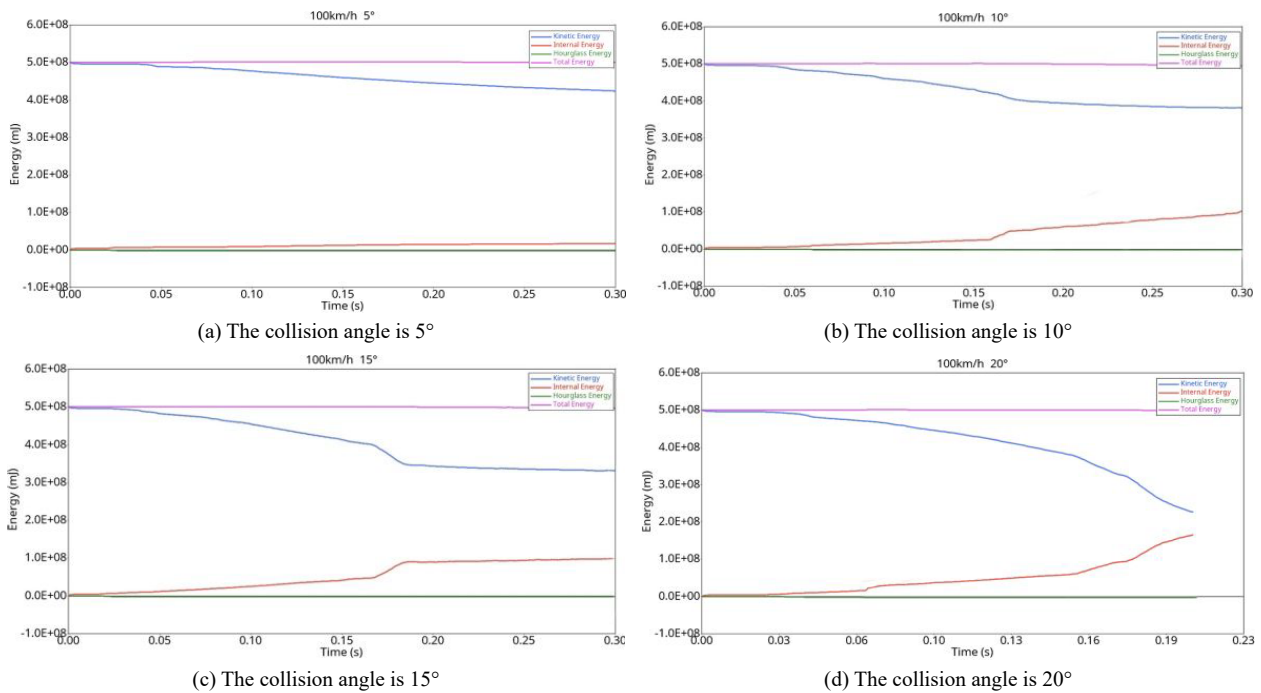 100km/h 5°
6.0E+08
5.0E+08
4.0E+08
3.0E+08
2.0E+08
1.0E+08
0.0E+00
-1.0E+08
Energy (mJ)
Kinetic Energy
Internal Energy
Hourglass Energy
Total Energy
0.00 0.05 0.10 0.15 0.20 0.25 0.30
Time (s)
(a) The collision angle is 5°
100km/h 10°
6.0E+08
5.0E+08
4.0E+08
3.0E+08
2.0E+08
1.0E+08
0.0E+00
-1.0E+08
Energy (mJ)
Kinetic Energy
Internal Energy
Hourglass Energy
Total Energy
0.00 0.05 0.10 0.15 0.20 0.25 0.30
Time (s)
(b) The collision angle is 10°
100km/h 15°
6.0E+08
5.0E+08
4.0E+08
3.0E+08
2.0E+08
1.0E+08
0.0E+00
-1.0E+08
Energy (mJ)
Kinetic Energy
Internal Energy
Hourglass Energy
Total Energy
0.00 0.05 0.10 0.15 0.20 0.25 0.30
Time (s)
(c) The collision angle is 15°
100km/h 20°
6.0E+08
5.0E+08
4.0E+08
3.0E+08
2.0E+08
1.0E+08
0.0E+00
-1.0E+08
Energy (mJ)
Kinetic Energy
Internal Energy
Hourglass Energy
Total Energy
0.00 0.03 0.06 0.10 0.13 0.16 0.19 0.23
Time (s)
(d) The collision angle is 20°